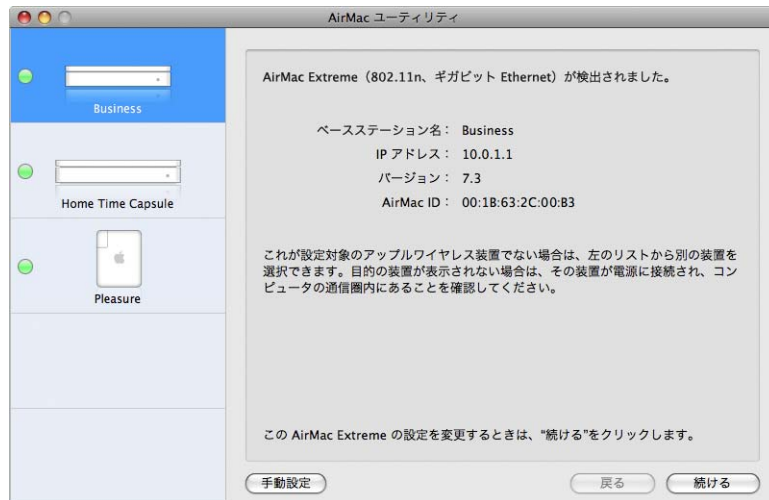 AirMac ユーティリティ
Business
Home Time Capsule
Pleasure
AirMac Extreme（802.11n、ギガビット Ethernet）が検出されました。
ベースステーション名： Business
IP アドレス： 10.0.1.1
バージョン： 7.3
AirMac ID： 00:1B:63:2C:00:B3
これが設定対象のアップルワイヤレス装置でない場合は、左のリストから別の装置を
選択できます。目的の装置が表示されない場合は、その装置が電源に接続され、コン
ピュータの通信圏内にあることを確認してください。
この AirMac Extreme の設定を変更するときは、“続ける”をクリックします。
手動設定
戻る
続ける